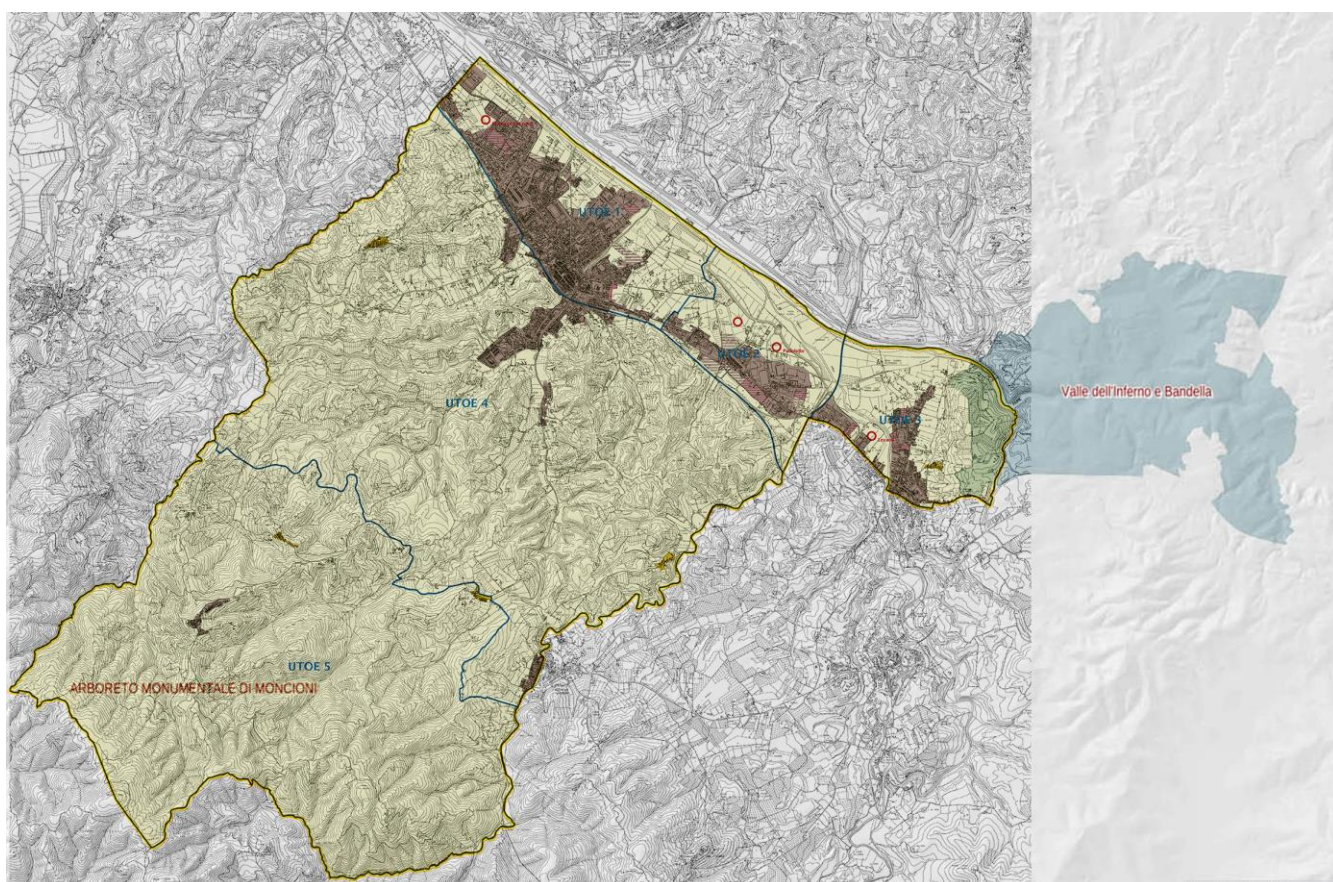 UTOE 1
UTOE 2
Valle dell'Inferno e Bandella
UTOE 4
UTOE 3
UTOE 5
ARBORETO MONUMENTALE DI MONCIONI